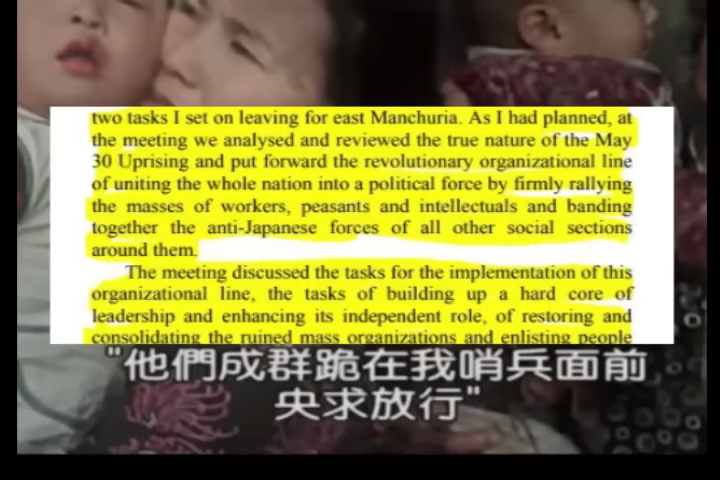 two tasks I set on leaving for east Manchuria. As I had planned, at
the meeting we analysed and reviewed the true nature of the May
30 Uprising and put forward the revolutionary organizational line
of uniting the whole nation into a political force by firmly rallying
the masses of workers, peasants and intellectuals and banding
together the anti-Japanese forces of all other social sections
around them.
The meeting discussed the tasks for the implementation of this
organizational line, the tasks of building up a hard core of
leadership and enhancing its independent role, of restoring and
consolidating the ruined mass organizations and enlisting people
"他們成群跪在我哨兵面前
央求放行"